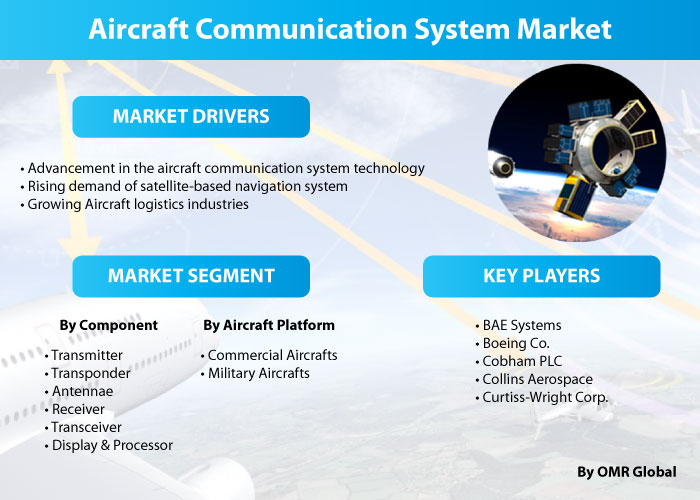 Aircraft Communication System Market
MARKET DRIVERS
• Advancement in the aircraft communication system technology
• Rising demand of satellite-based navigation system
• Growing Aircraft logistics industries
MARKET SEGMENT
By Component
• Transmitter
• Transponder
• Antennae
• Receiver
• Transceiver
• Display & Processor
By Aircraft Platform
• Commercial Aircrafts
• Military Aircrafts
KEY PLAYERS
• BAE Systems
• Boeing Co.
• Cobham PLC
• Collins Aerospace
• Curtiss-Wright Corp.
By OMR Global